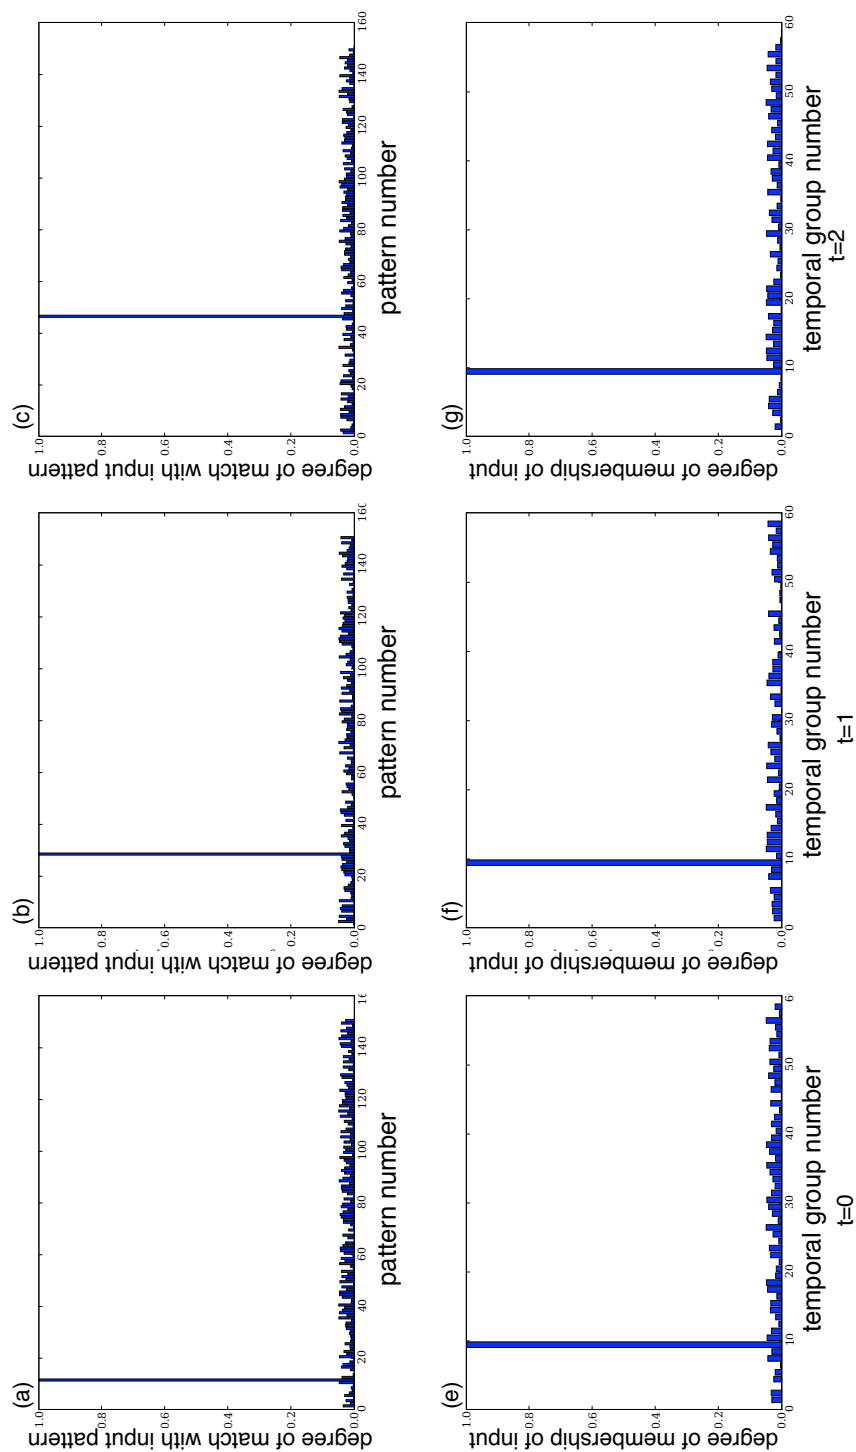 (a)
degree of match with input pattern
1.0
0.8
0.6
0.4
0.2
0.0
0 20 40 60 80 100 120 140 16
pattern number
(b)
degree of match with input pattern
1.0
0.8
0.6
0.4
0.2
0.0
0 20 40 60 80 100 120 140 160
pattern number
(c)
degree of match with input pattern
1.0
0.8
0.6
0.4
0.2
0.0
0 20 40 60 80 100 120 140 160
pattern number
(e)
degree of membership of input
1.0
0.8
0.6
0.4
0.2
0.0
0 10 20 30 40 50 6
temporal group number
t=0
(f)
degree of membership of input
1.0
0.8
0.6
0.4
0.2
0.0
0 10 20 30 40 50 60
temporal group number
t=1
(g)
degree of membership of input
1.0
0.8
0.6
0.4
0.2
0.0
0 10 20 30 40 50 60
temporal group number
t=2